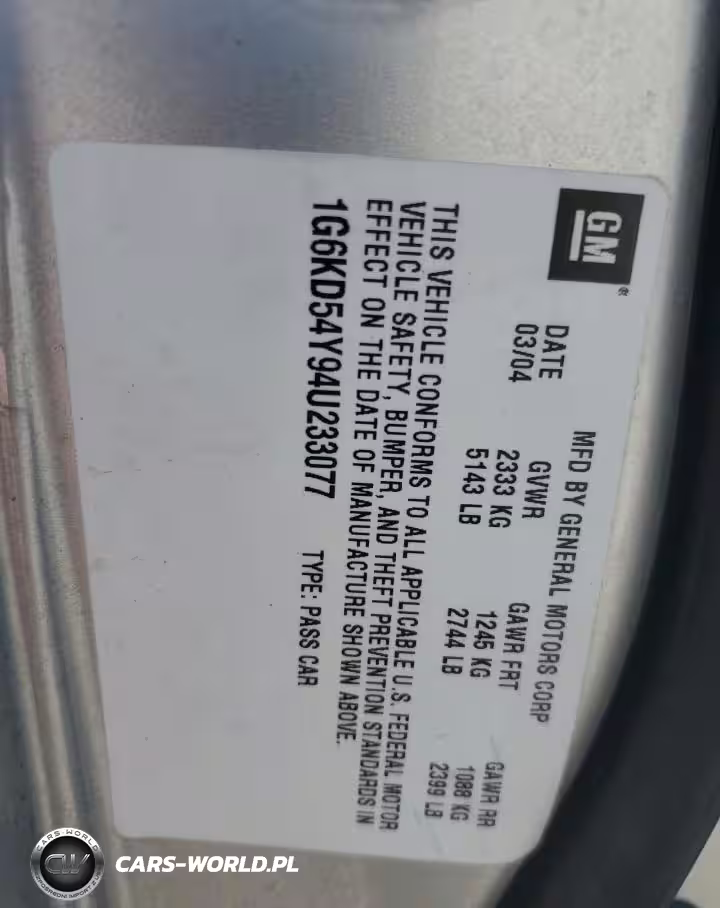 GM®
MFD BY GENERAL MOTORS CORP
DATE GVWR GAWR FRT GAWR RR
03/04 2333 KG 1245 KG 1088 KG
5143 LB 2744 LB 2399 LB
THIS VEHICLE CONFORMS TO ALL APPLICABLE U.S. FEDERAL MOTOR
VEHICLE SAFETY, BUMPER, AND THEFT PREVENTION STANDARDS IN
EFFECT ON THE DATE OF MANUFACTURE SHOWN ABOVE.
1G6KD54Y94U233077 TYPE: PASS CAR
CARS-WORLD
CW
CARS-WORLD.PL